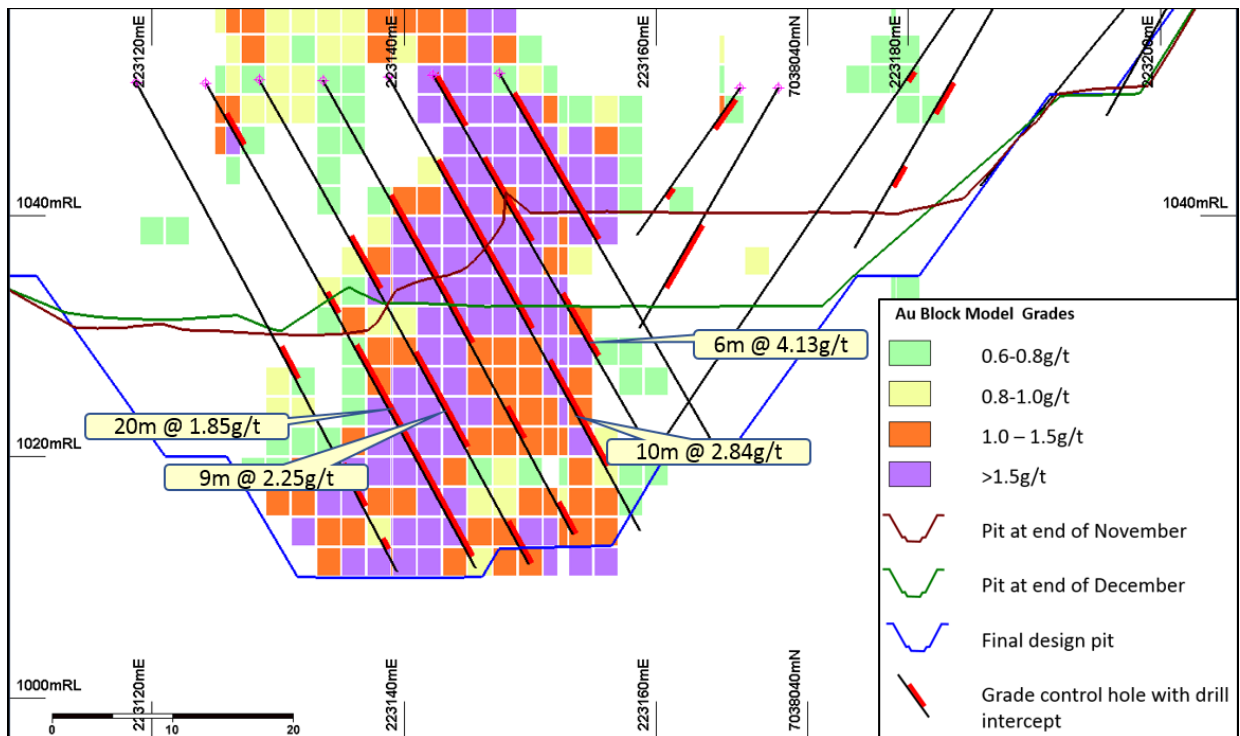 223120mE
223140mE
223160mE
7038040mN
223180mE
223200mE
1040mRL
1040mRL
6m @ 4.13g/t
20m @ 1.85g/t
9m @ 2.25g/t
10m @ 2.84g/t
1020mRL
1000mRL
223120mE
223140mE
223160mE
7038040mN
0
10
20
Au Block Model Grades
0.6-0.8g/t
0.8-1.0g/t
1.0 – 1.5g/t
>1.5g/t
Pit at end of November
Pit at end of December
Final design pit
Grade control hole with drill
intercept